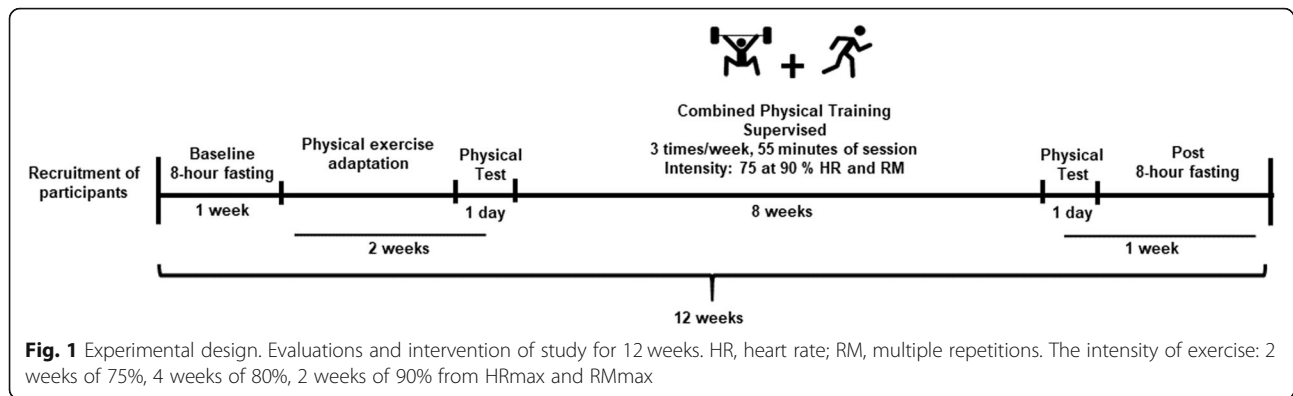 Combined Physical Training
Supervised
3 times/week, 55 minutes of session
Intensity: 75 at 90 % HR and RM
Recruitment of
participants
Baseline
8-hour fasting
Physical exercise
adaptation
Physical
Test
Physical
Test
Post
8-hour fasting
1 week
2 weeks
1 day
8 weeks
1 day
1 week
12 weeks
Fig. 1 Experimental design. Evaluations and intervention of study for 12 weeks. HR, heart rate; RM, multiple repetitions. The intensity of exercise: 2
weeks of 75%, 4 weeks of 80%, 2 weeks of 90% from HRmax and RMmax